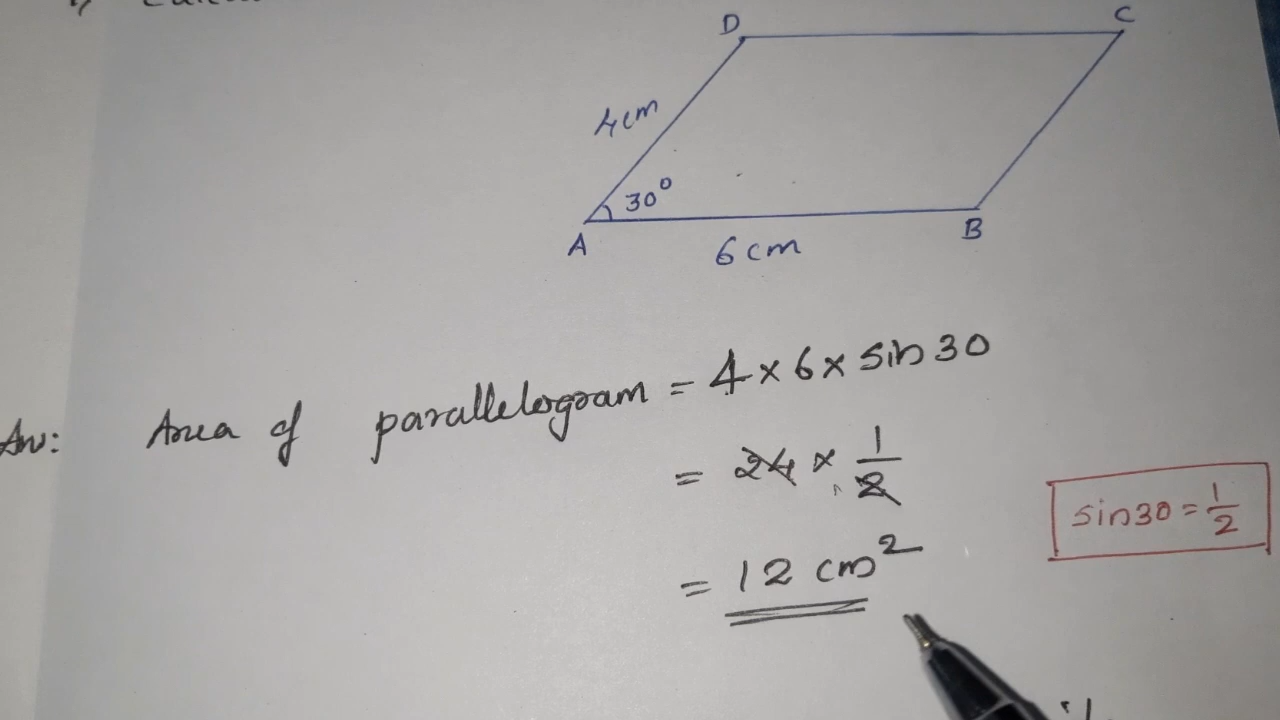 D
C
4cm
30°
A
6 cm
B
Ans: Area of parallelogram = 4 × 6 × sin 30
= 24 × 1/2
sin30 = 1/2
= 12 cm²